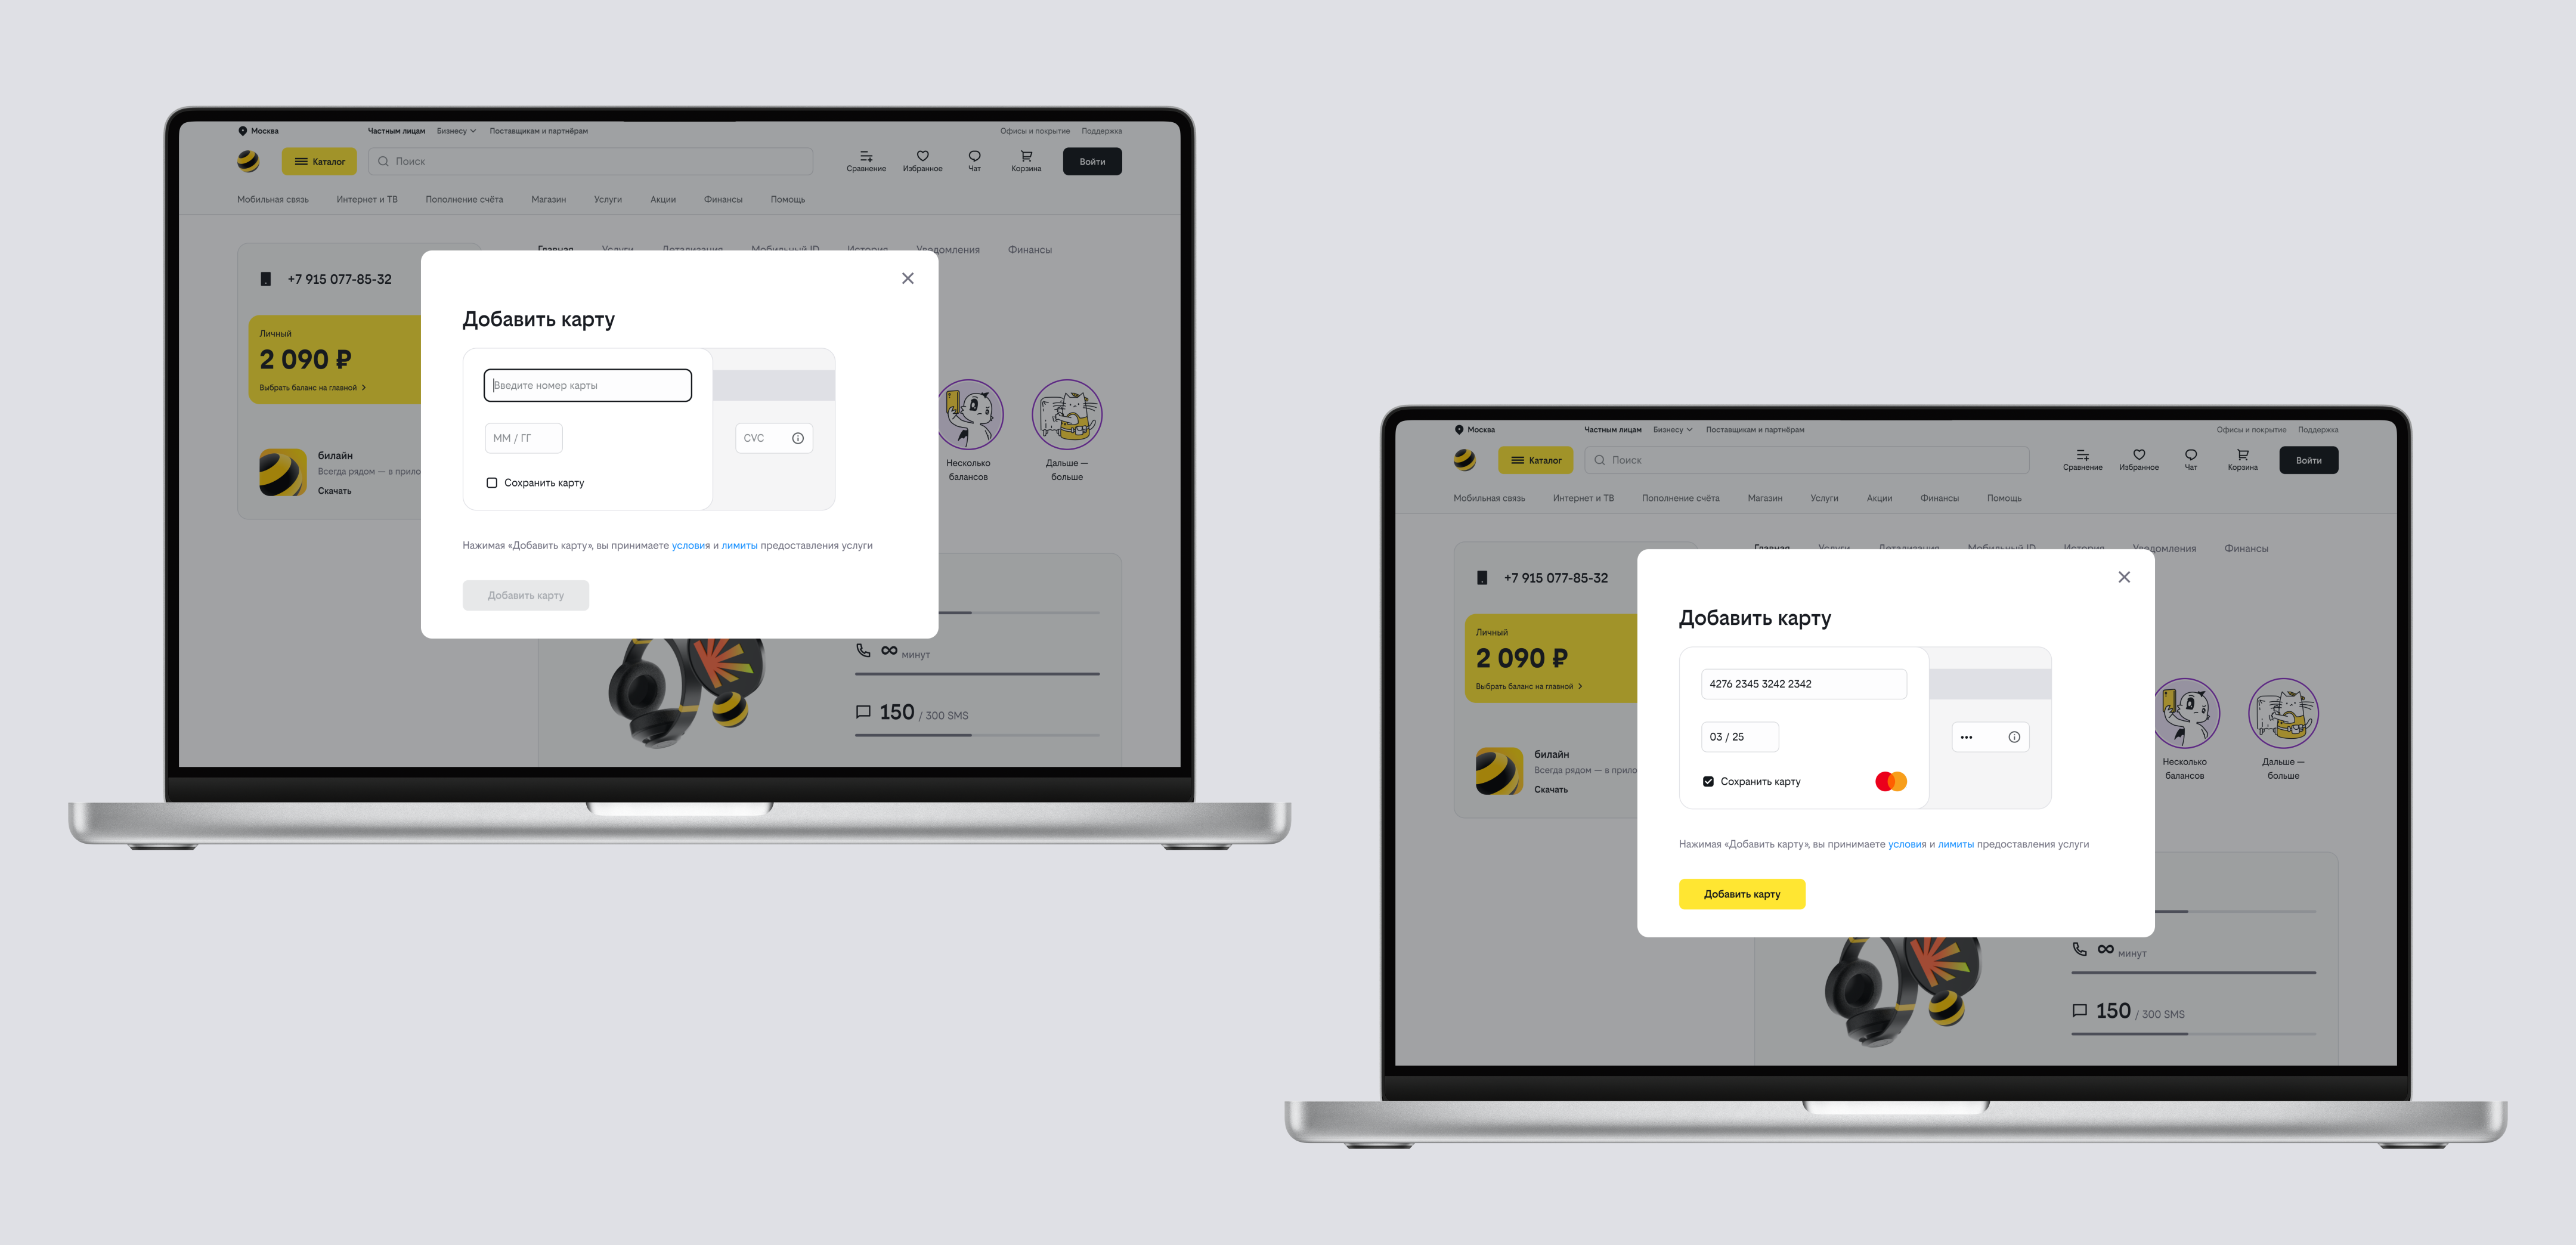 Москва
Частным лицам Бизнесу Поставщикам и партнёрам Офисы и покрытие Поддержка
Каталог Поиск Сравнение Избранное Чат Корзина Войти
Мобильная связь Интернет и ТВ Пополнение счёта Магазин Услуги Акции Финансы Помощь
Главная Услуги Детализация Мобильный ID История Уведомления Финансы
+7 915 077-85-32
Личный
2 090 ₽
Выбрать баланс на главной
билайн
Всегда рядом — в прило
Скачать
Добавить карту
Введите номер карты
ММ / ГГ CVC
Сохранить карту
Нажимая «Добавить карту», вы принимаете условия и лимиты предоставления услуги
Добавить карту
Несколько
балансов
Дальше —
больше
∞ минут
150 / 300 SMS
Москва
Частным лицам Бизнесу Поставщикам и партнёрам Офисы и покрытие Поддержка
Каталог Поиск Сравнение Избранное Чат Корзина Войти
Мобильная связь Интернет и ТВ Пополнение счёта Магазин Услуги Акции Финансы Помощь
Главная Услуги Детализация Мобильный ID История Уведомления Финансы
+7 915 077-85-32
Личный
2 090 ₽
Выбрать баланс на главной
билайн
Всегда рядом — в прило
Скачать
Добавить карту
4276 2345 3242 2342
03 / 25 •••
Сохранить карту
Нажимая «Добавить карту», вы принимаете условия и лимиты предоставления услуги
Добавить карту
Несколько
балансов
Дальше —
больше
∞ минут
150 / 300 SMS